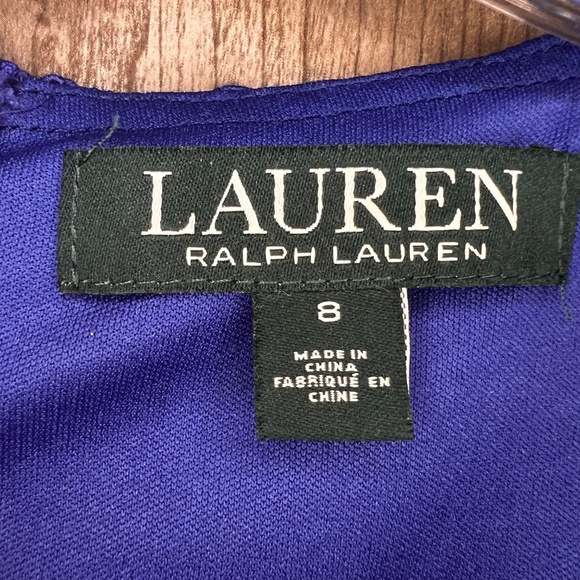 LAUREN
RALPH LAUREN
8
MADE IN
CHINA
FABRIQUÉ EN
CHINE